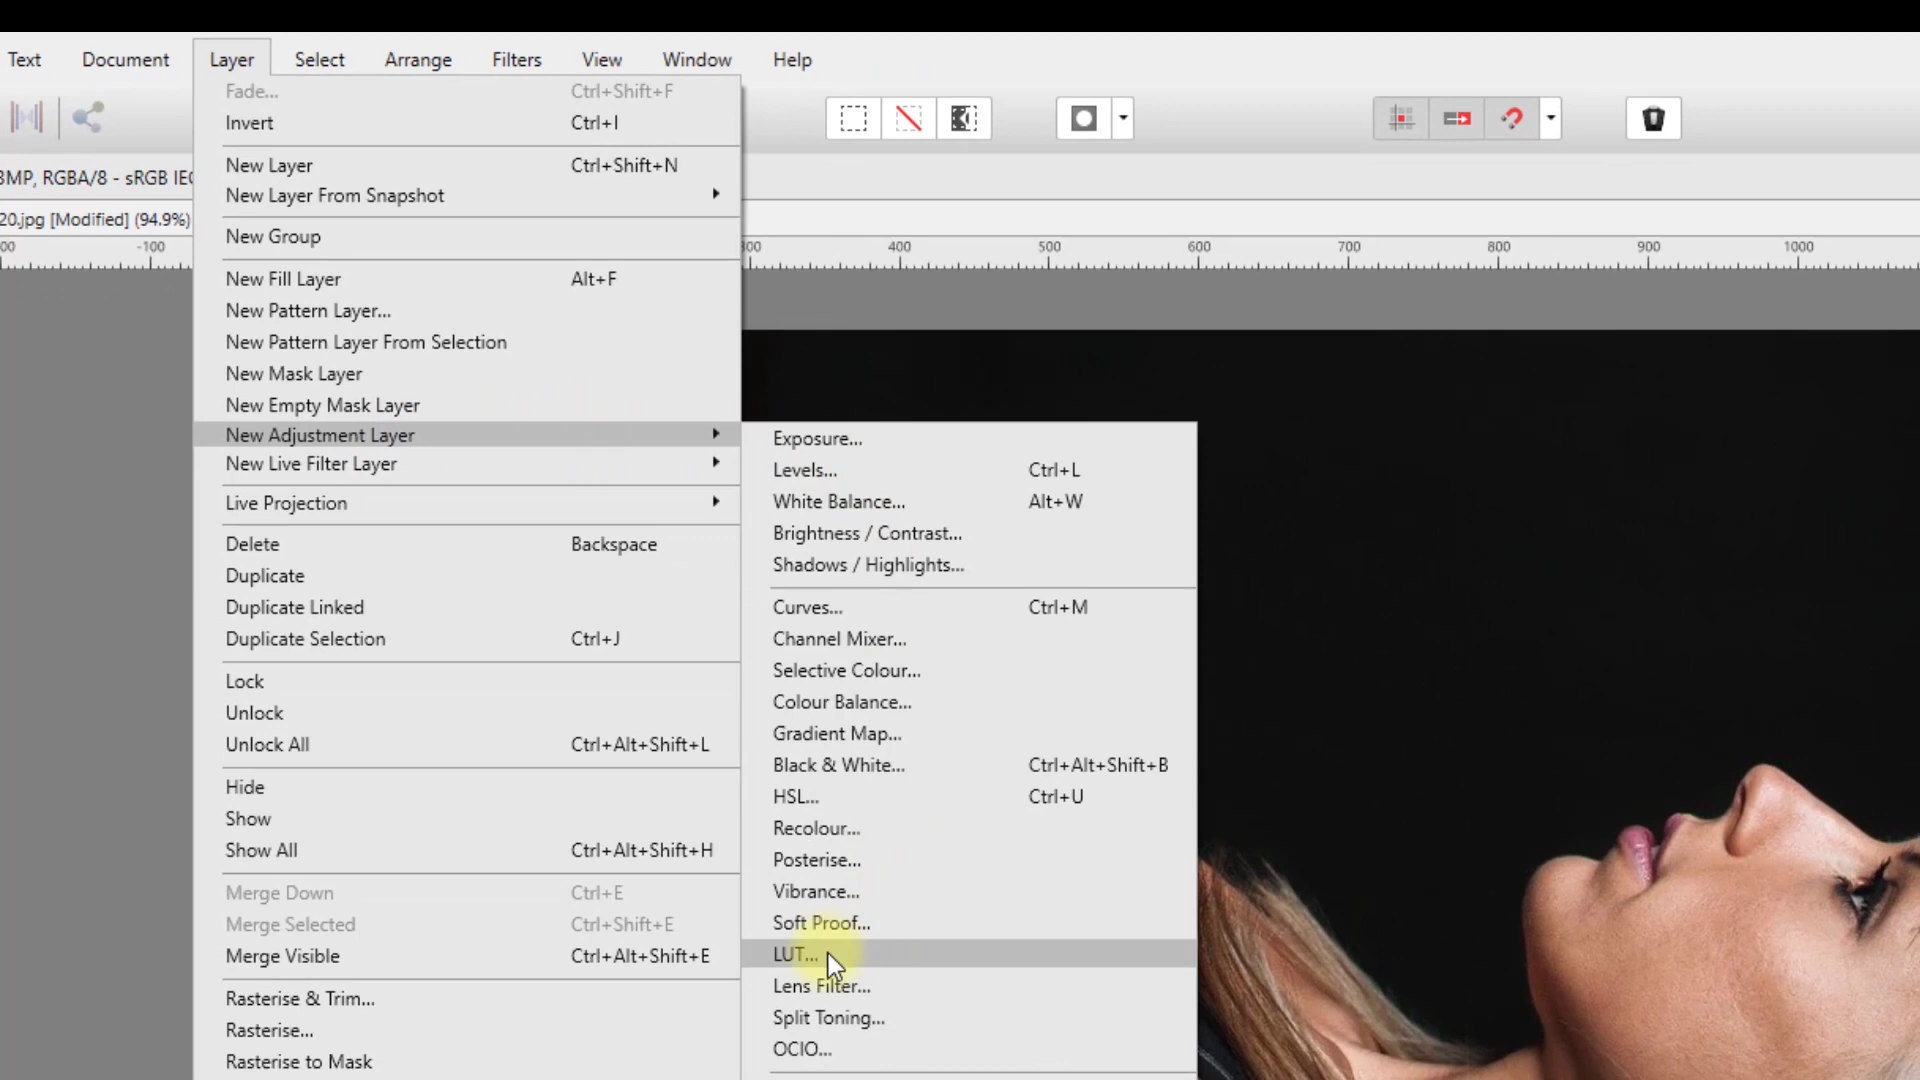 Text Document Layer Select Arrange Filters View Window Help
Fade... Ctrl+Shift+F
Invert Ctrl+I
New Layer Ctrl+Shift+N
3MP, RGBA/8 - sRGB IEC
New Layer From Snapshot
20.jpg [Modified] (94.9%)
New Group
00 -100 300 400 500 600 700 800 900 1000
New Fill Layer Alt+F
New Pattern Layer...
New Pattern Layer From Selection
New Mask Layer
New Empty Mask Layer
New Adjustment Layer
New Live Filter Layer
Live Projection
Delete Backspace
Duplicate
Duplicate Linked
Duplicate Selection Ctrl+J
Lock
Unlock
Unlock All Ctrl+Alt+Shift+L
Hide
Show
Show All Ctrl+Alt+Shift+H
Merge Down Ctrl+E
Merge Selected Ctrl+Shift+E
Merge Visible Ctrl+Alt+Shift+E
Rasterise & Trim...
Rasterise...
Rasterise to Mask
Exposure...
Levels... Ctrl+L
White Balance... Alt+W
Brightness / Contrast...
Shadows / Highlights...
Curves... Ctrl+M
Channel Mixer...
Selective Colour...
Colour Balance...
Gradient Map...
Black & White... Ctrl+Alt+Shift+B
HSL... Ctrl+U
Recolour...
Posterise...
Vibrance...
Soft Proof...
LUT...
Lens Filter...
Split Toning...
OCIO...